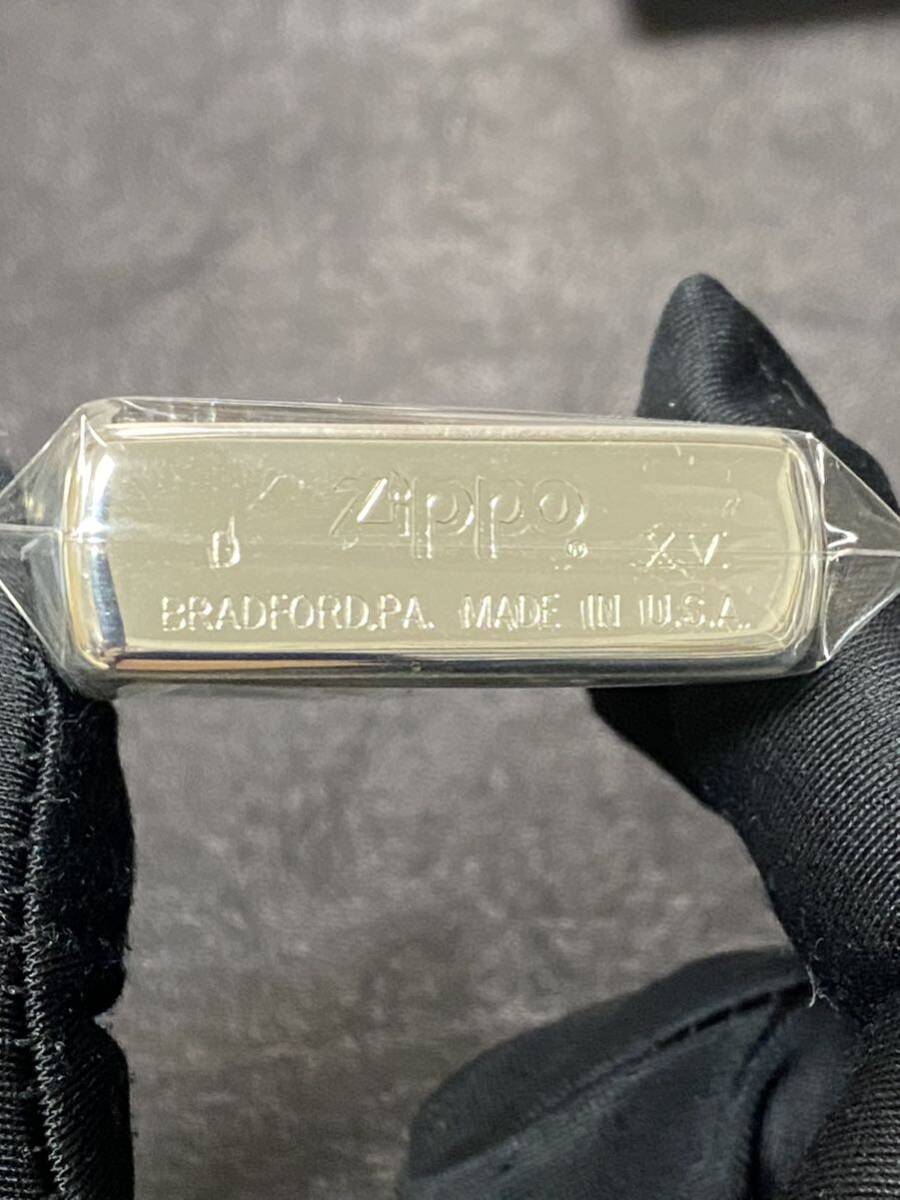 Zippo ®
D XV
BRADFORD.PA. MADE IN U.S.A.